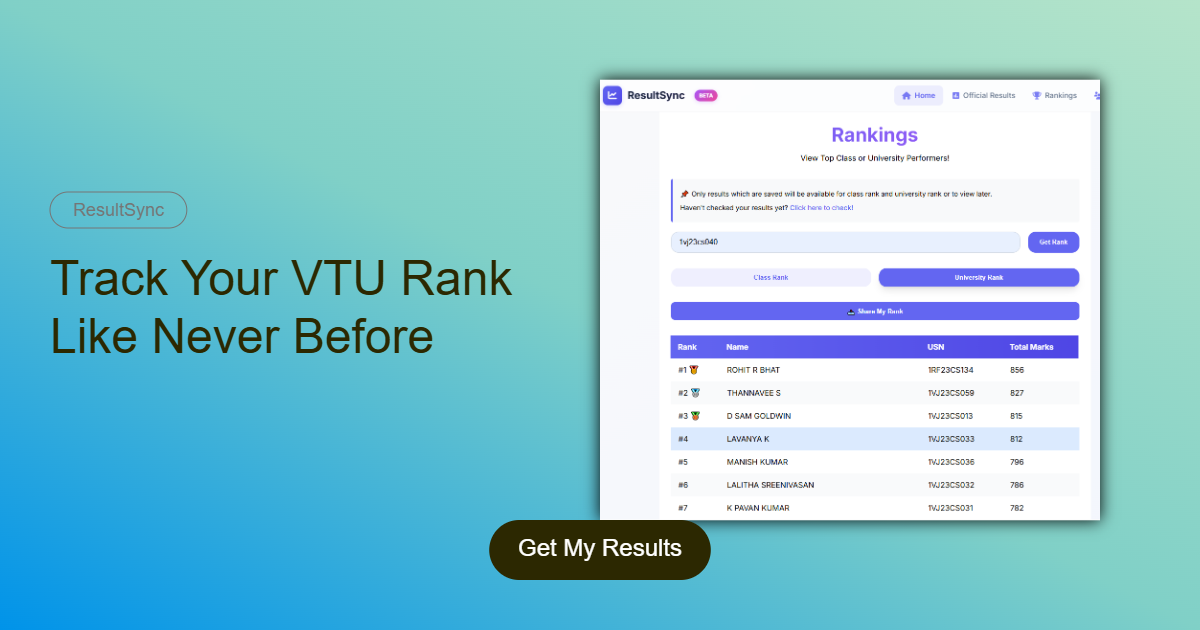 ResultSync
Track Your VTU Rank
Like Never Before
ResultSync BETA
Home Official Results Rankings
Rankings
View Top Class or University Performers!
📌 Only results which are saved will be available for class rank and university rank or to view later.
Haven't checked your results yet? Click here to check!
1vj23cs040 Get Rank
Class Rank University Rank
Share My Rank
Rank Name USN Total Marks
#1 ROHIT R BHAT 1RF23CS134 856
#2 THANNAVEE S 1VJ23CS059 827
#3 D SAM GOLDWIN 1VJ23CS013 815
#4 LAVANYA K 1VJ23CS033 812
#5 MANISH KUMAR 1VJ23CS036 796
#6 LALITHA SREENIVASAN 1VJ23CS032 786
#7 K PAVAN KUMAR 1VJ23CS031 782
Get My Results